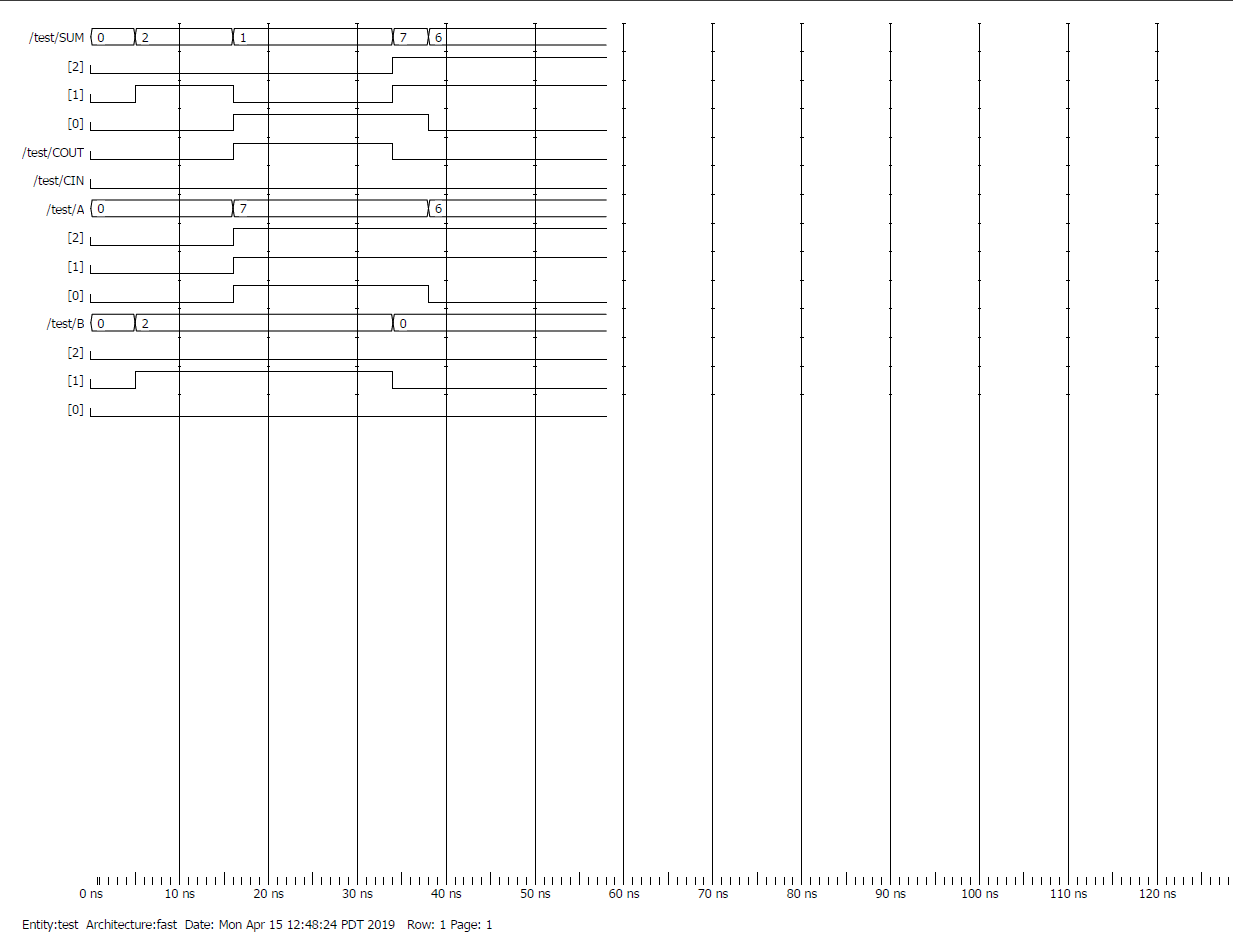 /test/SUM 0 2 1 7 6
[2]
[1]
[0]
/test/COUT
/test/CIN
/test/A 0 7 6
[2]
[1]
[0]
/test/B 0 2 0
[2]
[1]
[0]
0 ns 10 ns 20 ns 30 ns 40 ns 50 ns 60 ns 70 ns 80 ns 90 ns 100 ns 110 ns 120 ns
Entity:test Architecture:fast Date: Mon Apr 15 12:48:24 PDT 2019 Row: 1 Page: 1